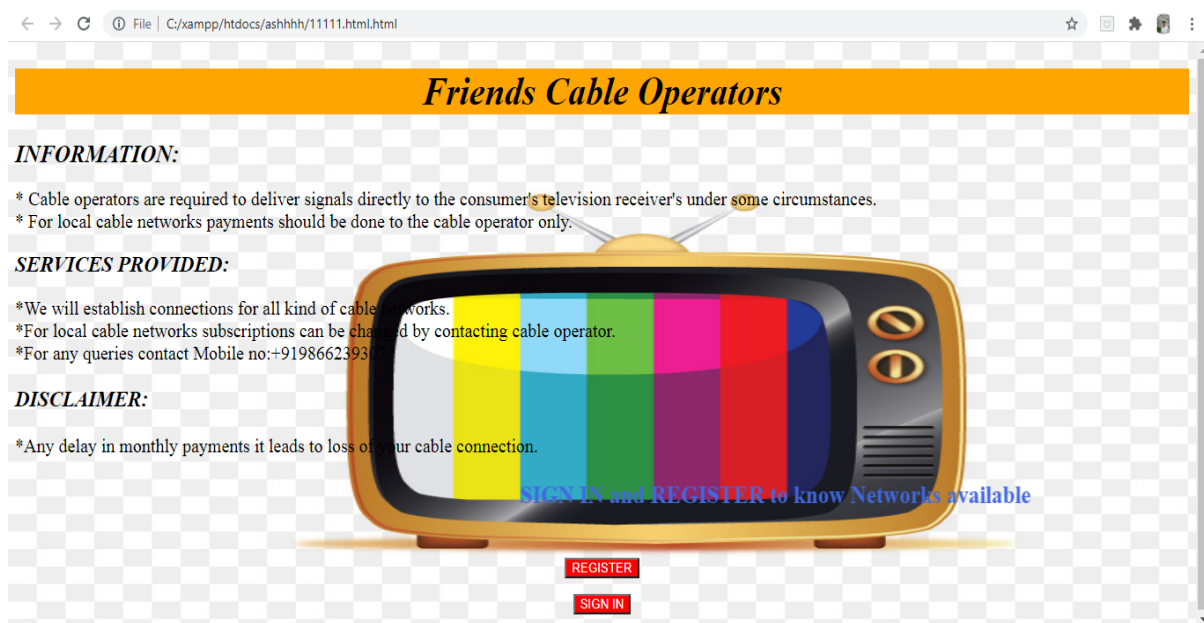 File | C:/xampp/htdocs/ashhhh/11111.html.html
Friends Cable Operators
INFORMATION:
* Cable operators are required to deliver signals directly to the consumer's television receiver's under some circumstances.
* For local cable networks payments should be done to the cable operator only.
SERVICES PROVIDED:
*We will establish connections for all kind of cable networks.
*For local cable networks subscriptions can be changed by contacting cable operator.
*For any queries contact Mobile no:+919866239307.
DISCLAIMER:
*Any delay in monthly payments it leads to loss of your cable connection.
SIGN IN and REGISTER to know Networks available
REGISTER
SIGN IN